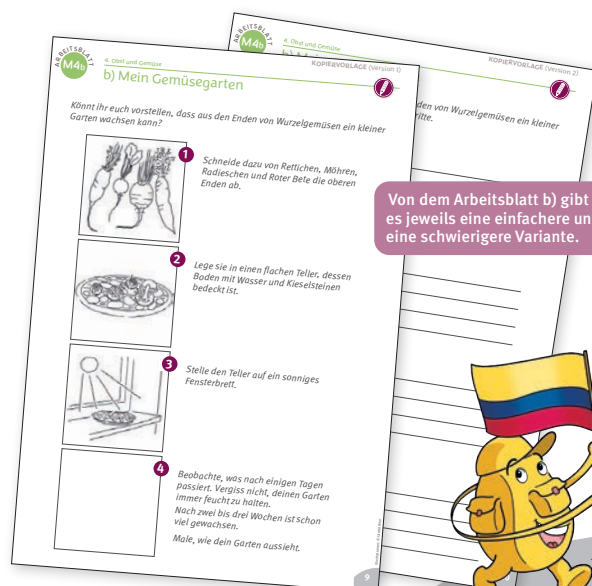 ARBEITSBLATT
M4b
4. Obst und Gemüse
b) Mein Gemüsegarten
KOPIERVORLAGE (Version 1)
Könnt ihr euch vorstellen, dass aus den Enden von Wurzelgemüsen ein kleiner
Garten wachsen kann?
1
Schneide dazu von Rettichen, Möhren,
Radieschen und Roter Bete die oberen
Enden ab.
2
Lege sie in einen flachen Teller, dessen
Boden mit Wasser und Kieselsteinen
bedeckt ist.
3
Stelle den Teller auf ein sonniges
Fensterbrett.
4
Beobachte, was nach einigen Tagen
passiert. Vergiss nicht, deinen Garten
immer feucht zu halten.
Nach zwei bis drei Wochen ist schon
viel gewachsen.
Male, wie dein Garten aussieht.
9
ARBEITSBLATT
M4b
4. Obst und Gemüse
KOPIERVORLAGE (Version 2)
den von Wurzelgemüsen ein kleiner
ritte.
Von dem Arbeitsblatt b) gibt
es jeweils eine einfachere un
eine schwierigere Variante.